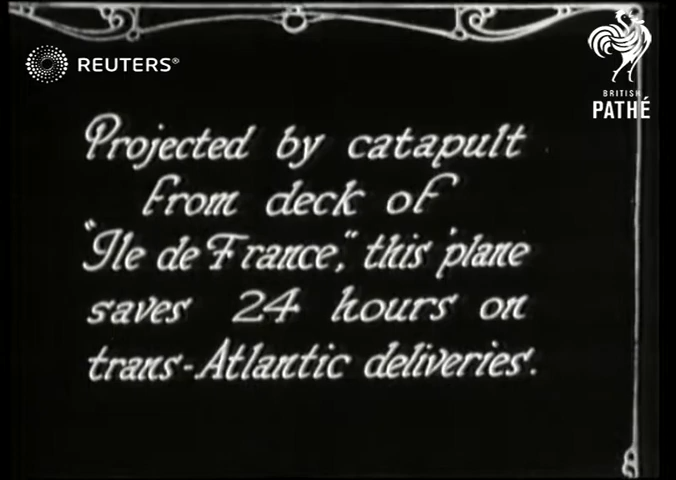 REUTERS®
BRITISH
PATHÉ
Projected by catapult
from deck of
"Ile de France," this 'plane
saves 24 hours on
trans-Atlantic deliveries.